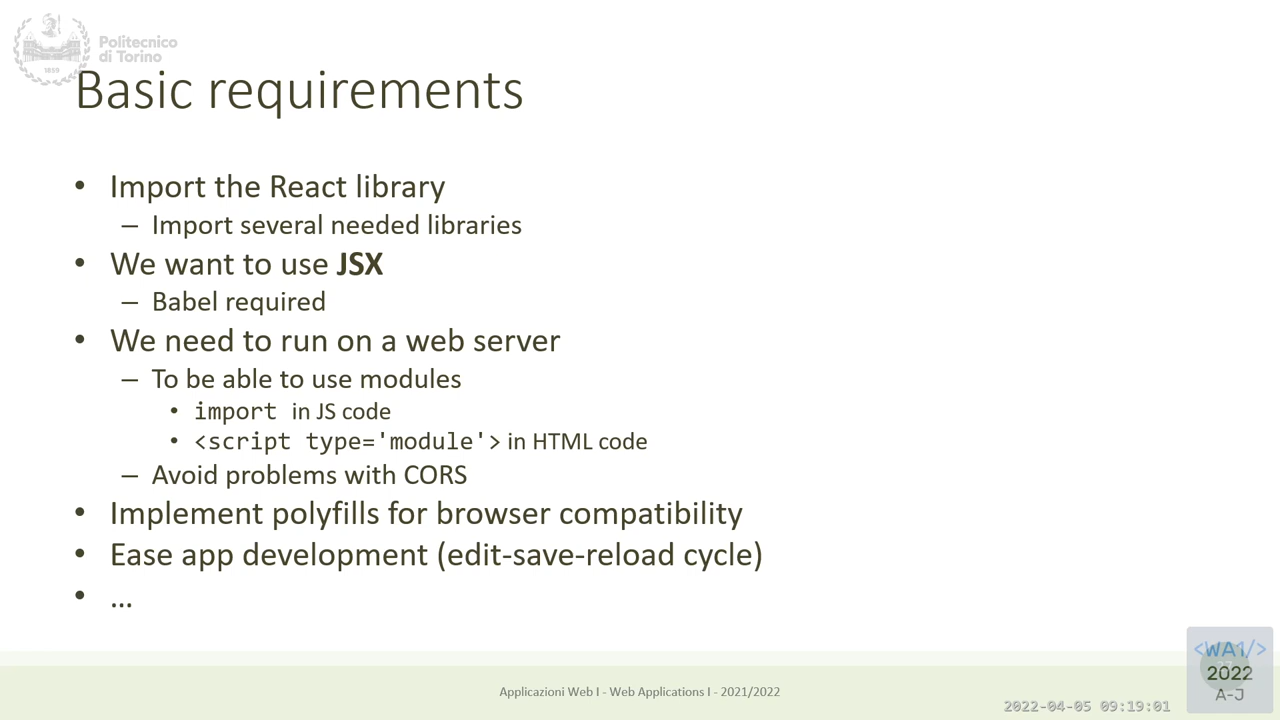 Politecnico
di Torino
1859
Basic requirements
• Import the React library
– Import several needed libraries
• We want to use JSX
– Babel required
• We need to run on a web server
– To be able to use modules
• import in JS code
• <script type='module'> in HTML code
– Avoid problems with CORS
• Implement polyfills for browser compatibility
• Ease app development (edit-save-reload cycle)
• …
Applicazioni Web I - Web Applications I - 2021/2022
<WA1/>
2022
A-J
2022-04-05 09:19:01